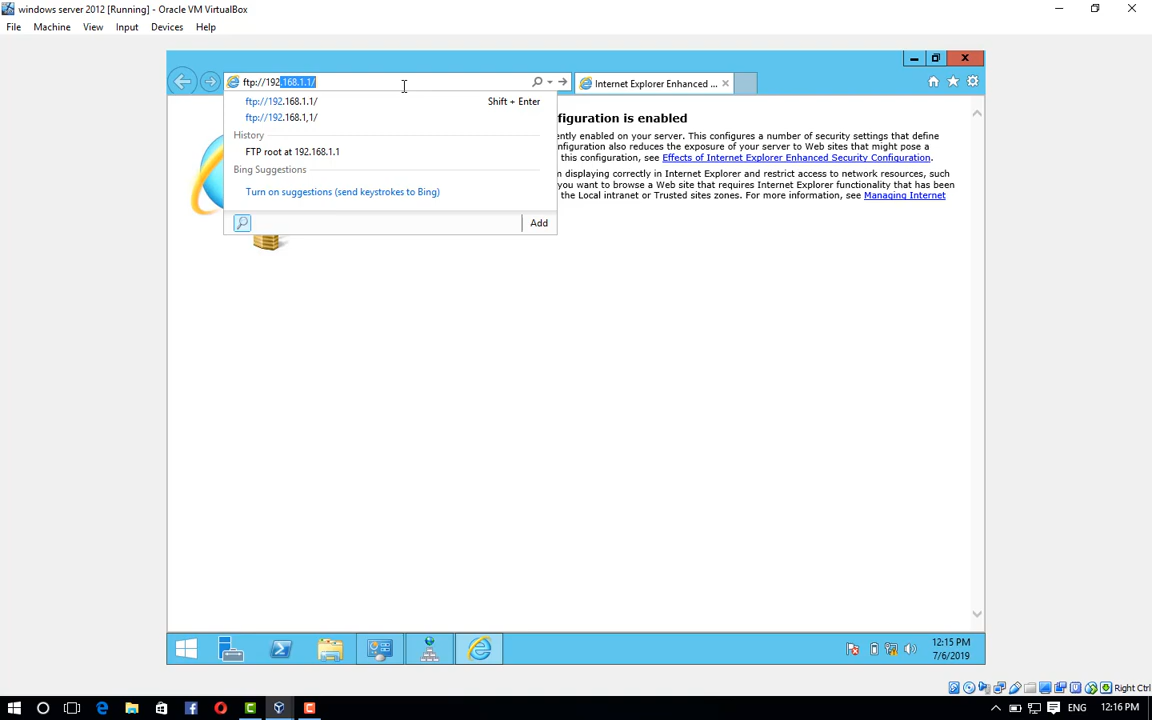 windows server 2012 [Running] - Oracle VM VirtualBox
File Machine View Input Devices Help
ftp://192.168.1.1/
Internet Explorer Enhanced ...
ftp://192.168.1.1/ Shift + Enter
ftp://192.168.1,1/
History
FTP root at 192.168.1.1
Bing Suggestions
Turn on suggestions (send keystrokes to Bing)
Add
figuration is enabled
ently enabled on your server. This configures a number of security settings that define
nfiguration also reduces the exposure of your server to Web sites that might pose a
this configuration, see Effects of Internet Explorer Enhanced Security Configuration.
n displaying correctly in Internet Explorer and restrict access to network resources, such
you want to browse a Web site that requires Internet Explorer functionality that has been
the Local intranet or Trusted sites zones. For more information, see Managing Internet
12:15 PM
7/6/2019
Right Ctrl
ENG 12:16 PM